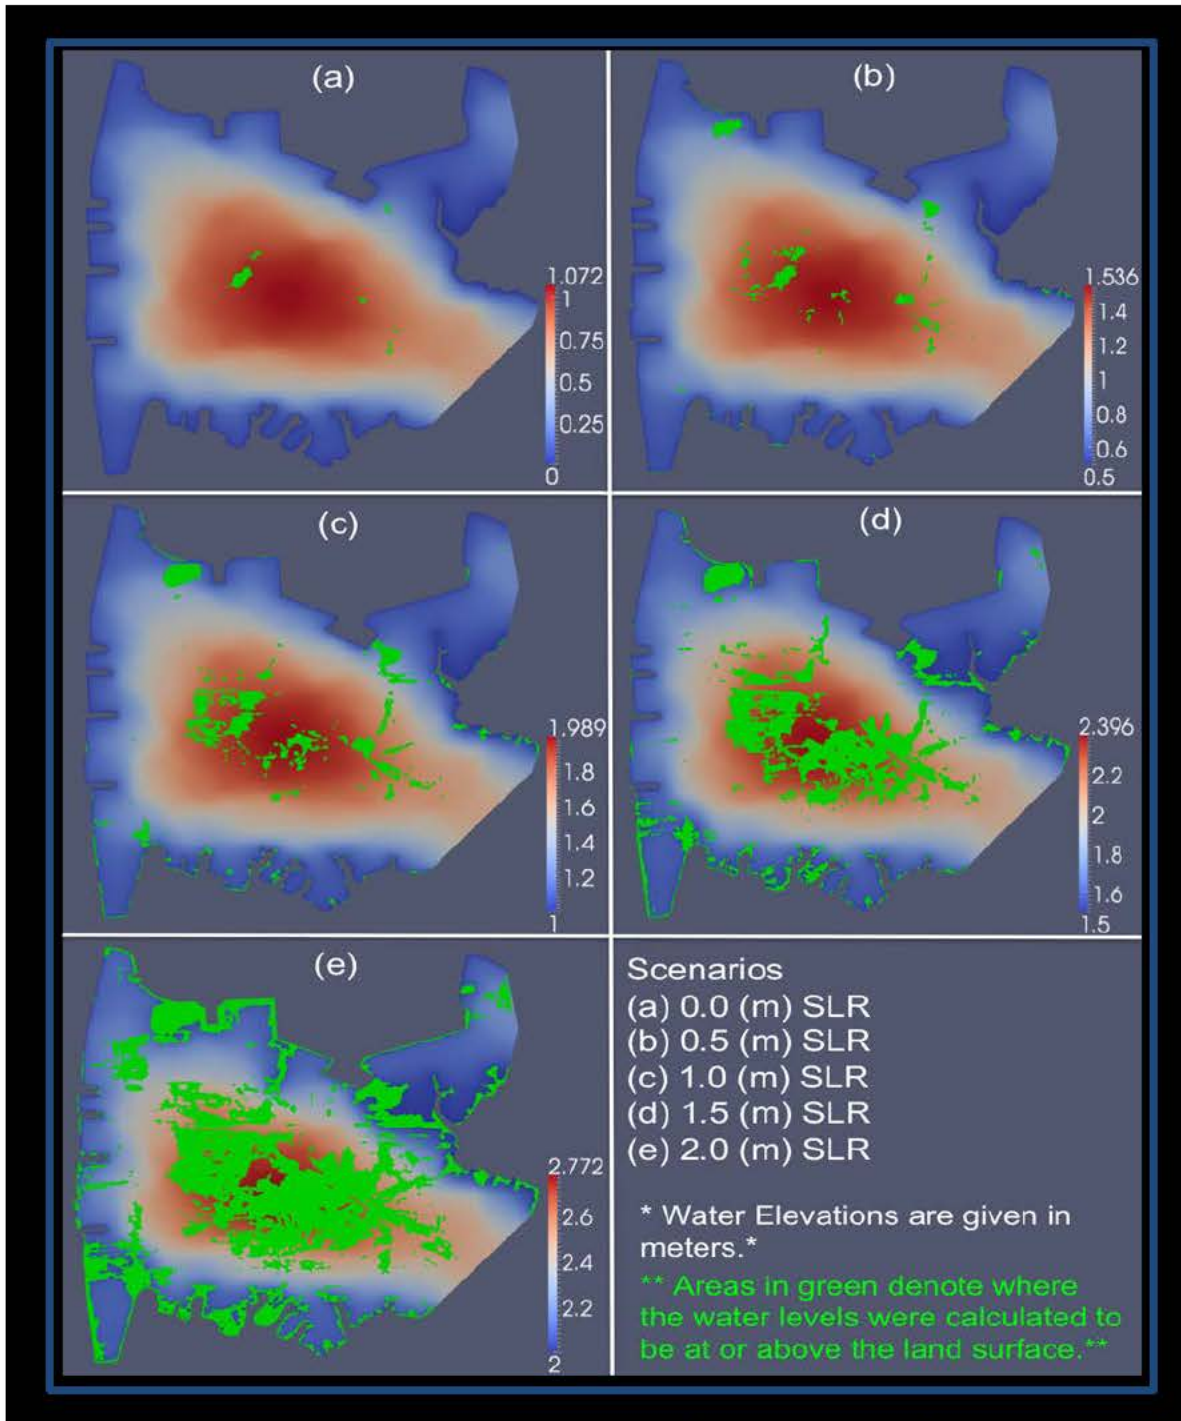 (a)
1.072
1
0.75
0.5
0.25
0
(b)
1.536
1.4
1.2
1
0.8
0.6
0.5
(c)
1.989
1.8
1.6
1.4
1.2
1
(d)
2.396
2.2
2
1.8
1.6
1.5
(e)
2.772
2.6
2.4
2.2
2
Scenarios
(a) 0.0 (m) SLR
(b) 0.5 (m) SLR
(c) 1.0 (m) SLR
(d) 1.5 (m) SLR
(e) 2.0 (m) SLR
* Water Elevations are given in
meters.*
** Areas in green denote where
the water levels were calculated to
be at or above the land surface.**